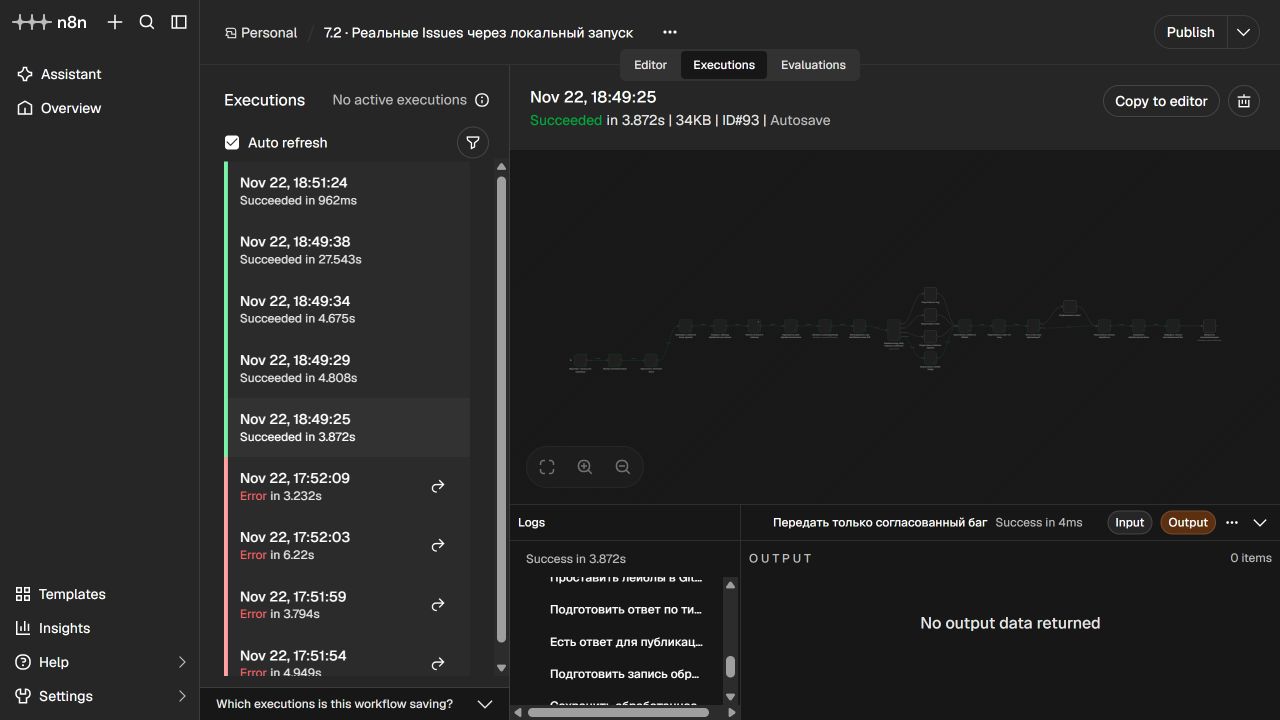 n8n
Personal / 7.2 · Реальные Issues через локальный запуск
Publish
Editor
Executions
Evaluations
Assistant
Overview
Templates
Insights
Help
Settings
Executions
No active executions
Auto refresh
Nov 22, 18:51:24
Succeeded in 962ms
Nov 22, 18:49:38
Succeeded in 27.543s
Nov 22, 18:49:34
Succeeded in 4.675s
Nov 22, 18:49:29
Succeeded in 4.808s
Nov 22, 18:49:25
Succeeded in 3.872s
Nov 22, 17:52:09
Error in 3.232s
Nov 22, 17:52:03
Error in 6.22s
Nov 22, 17:51:59
Error in 3.794s
Nov 22, 17:51:54
Error in 4.949s
Which executions is this workflow saving?
Nov 22, 18:49:25
Succeeded in 3.872s | 34KB | ID#93 | Autosave
Copy to editor
Logs
Success in 3.872s
Проставить лейблы в Git...
Подготовить ответ по ти...
Есть ответ для публикац...
Подготовить запись обр...
Передать только согласованный баг Success in 4ms
Input
Output
OUTPUT
0 items
No output data returned